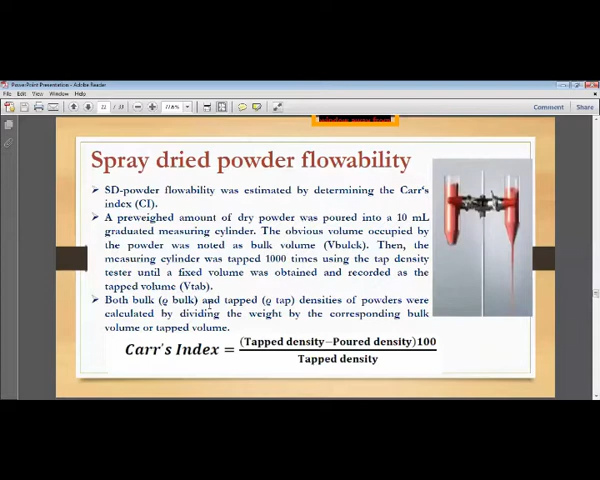 PowerPoint Presentation - Adobe Reader
File Edit View Window Help
22 / 33 77.6% Comment Share
Spray dried powder flowability
➢ SD-powder flowability was estimated by determining the Carr's
index (CI).
➢ A preweighed amount of dry powder was poured into a 10 mL
graduated measuring cylinder. The obvious volume occupied by
the powder was noted as bulk volume (Vbulck). Then, the
measuring cylinder was tapped 1000 times using the tap density
tester until a fixed volume was obtained and recorded as the
tapped volume (Vtab).
➢ Both bulk (ϱ bulk) and tapped (ϱ tap) densities of powders were
calculated by dividing the weight by the corresponding bulk
volume or tapped volume.
Carr's Index = (Tapped density−Poured density)100
Tapped density